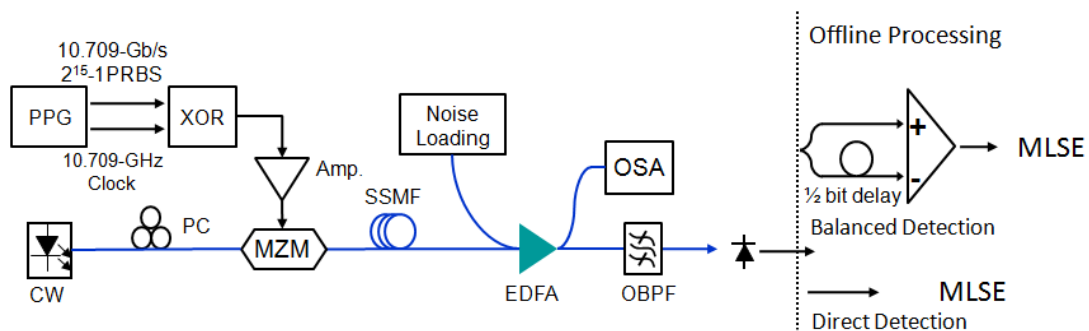 10.709-Gb/s
2¹⁵-1PRBS
PPG
XOR
10.709-GHz
Clock
Amp.
CW
PC
MZM
SSMF
Noise
Loading
EDFA
OSA
OBPF
Offline Processing
+
-
½ bit delay
MLSE
Balanced Detection
MLSE
Direct Detection